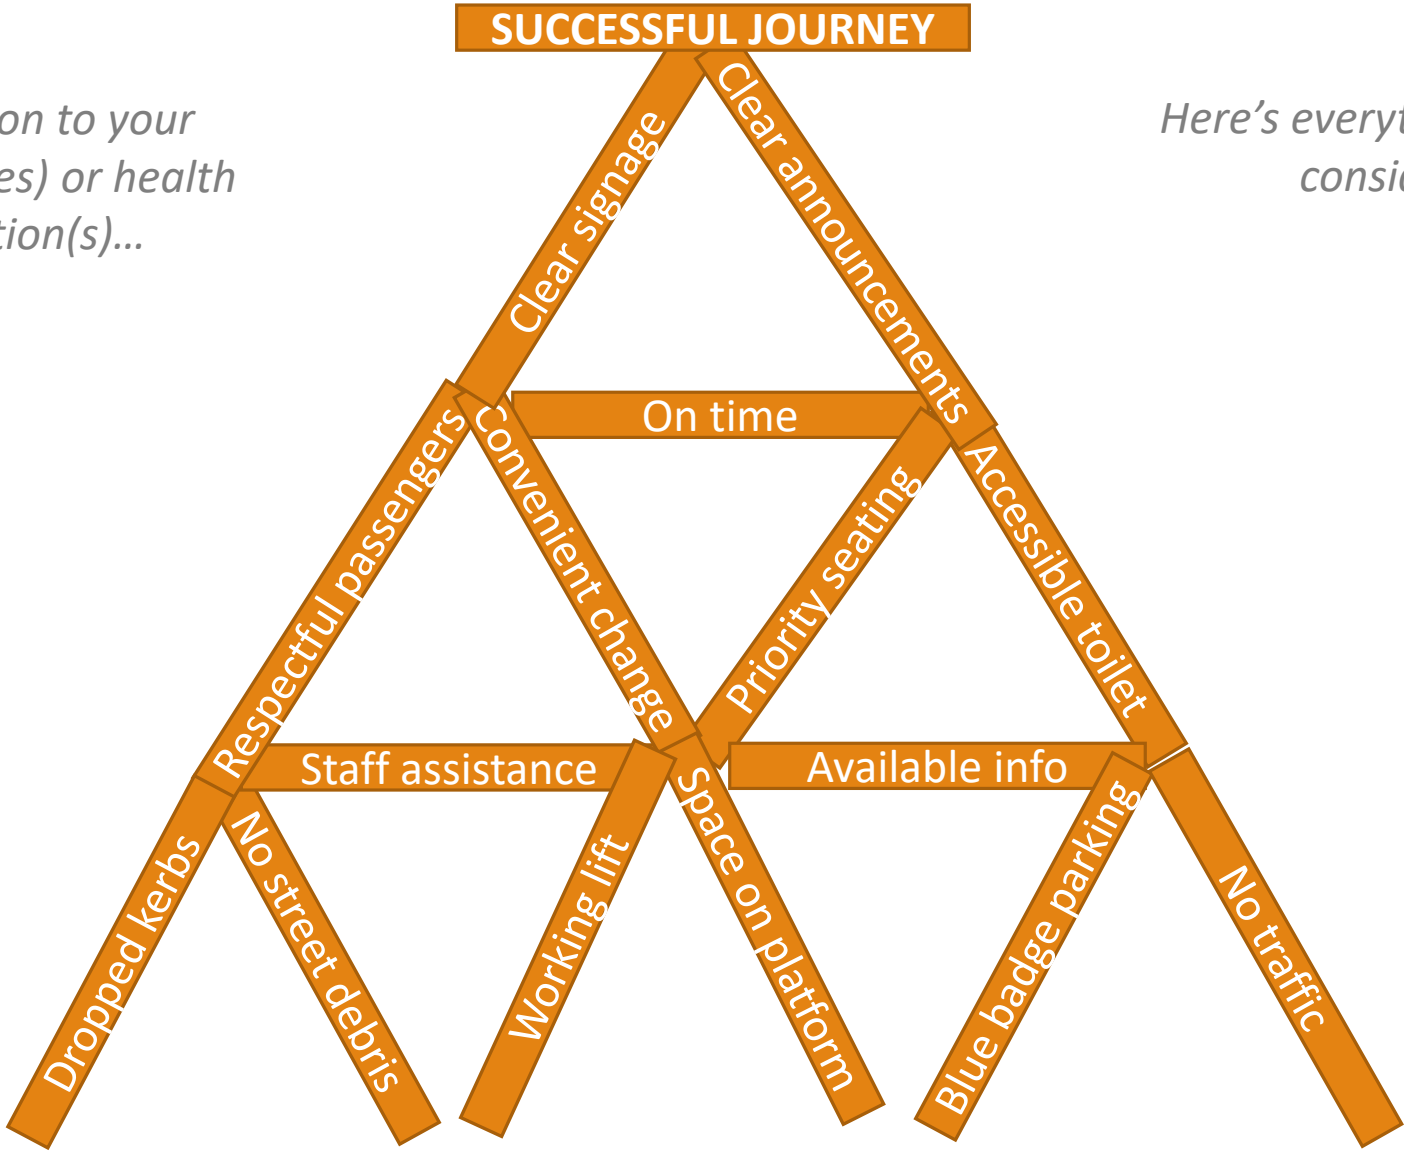 SUCCESSFUL JOURNEY
on to your
es) or health
tion(s)...
Here's everyt
consid
Clear signage
Clear announcements
On time
Respectful passengers
Convenient change
Priority seating
Accessible toilet
Staff assistance
Available info
Dropped kerbs
No street debris
Working lift
Space on platform
Blue badge parking
No traffic